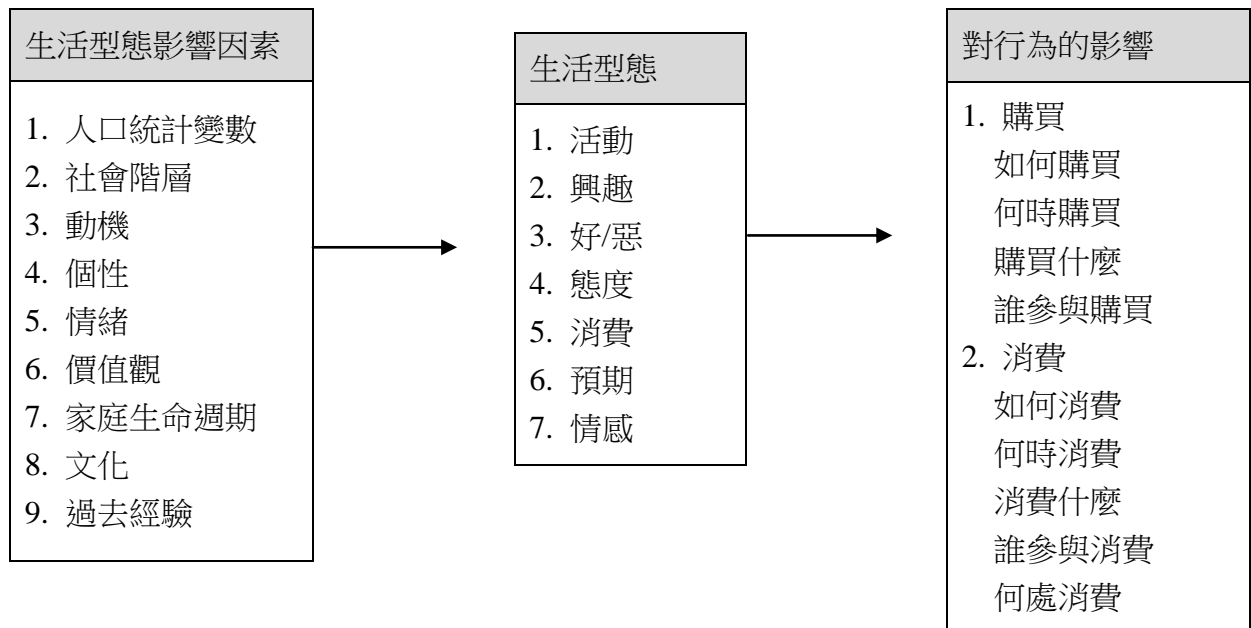 生活型態影響因素
1. 人口統計變數
2. 社會階層
3. 動機
4. 個性
5. 情緒
6. 價值觀
7. 家庭生命週期
8. 文化
9. 過去經驗
生活型態
1. 活動
2. 興趣
3. 好/惡
4. 態度
5. 消費
6. 預期
7. 情感
對行為的影響
1. 購買
如何購買
何時購買
購買什麼
誰參與購買
2. 消費
如何消費
何時消費
消費什麼
誰參與消費
何處消費